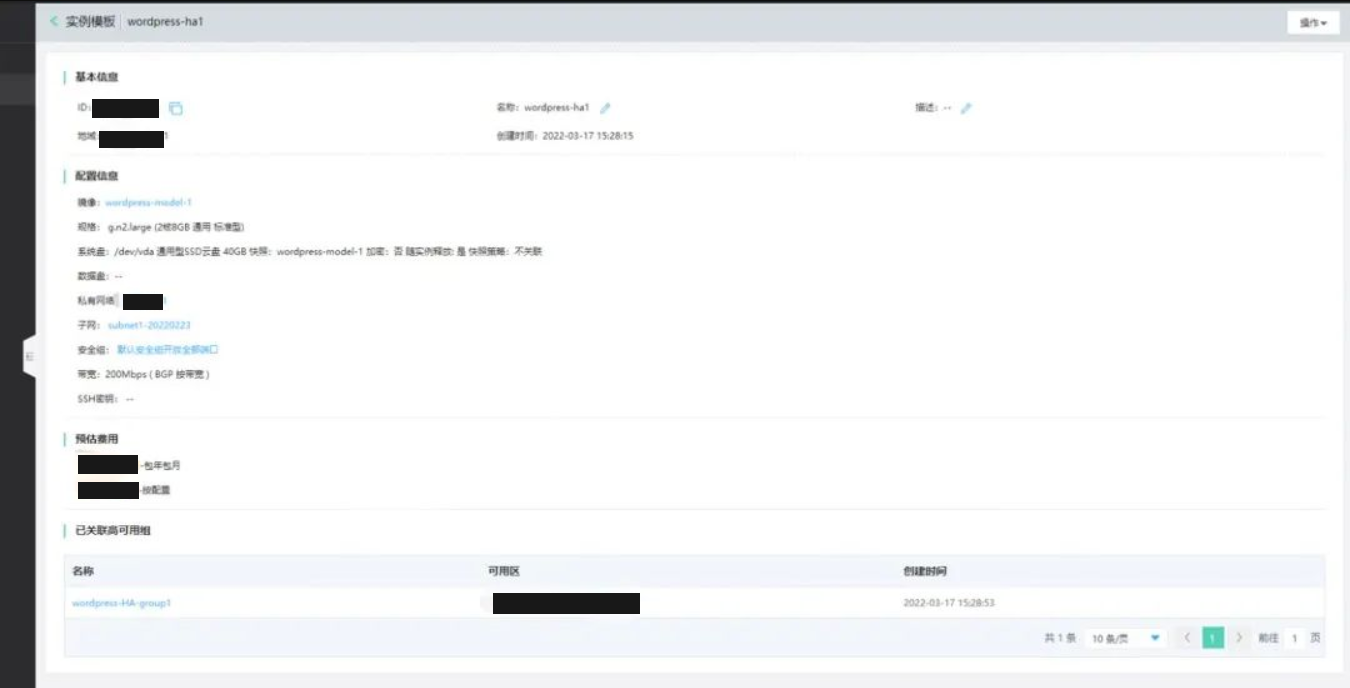 实例模板 wordpress-ha1 操作
基本信息
ID: 名称: wordpress-ha1 描述: --
地域: 创建时间: 2022-03-17 15:28:15
配置信息
镜像: wordpress-model-1
规格: g.n2.large (2核8GB 通用 标准型)
系统盘: /dev/vda 通用型SSD云盘 40GB 快照: wordpress-model-1 加密: 否 随实例释放: 是 快照策略: 不关联
数据盘: --
私有网络
子网: subnet1-20220223
安全组: 默认安全组开放全部端口
带宽: 200Mbps ( BGP 按带宽 )
SSH密钥: --
预估费用
-包年包月
-按配置
已关联高可用组
名称 可用区 创建时间
wordpress-HA-group1 2022-03-17 15:28:53
共 1 条 10 条/页 1 前往 1 页